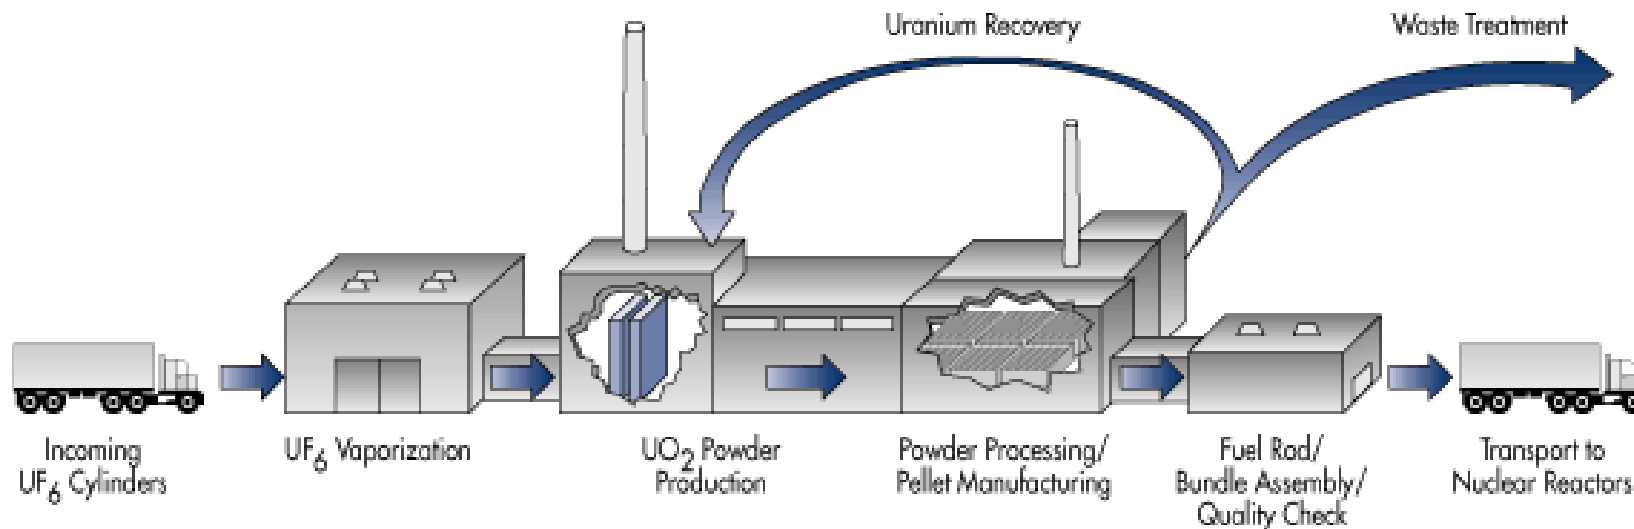 Uranium Recovery
Waste Treatment
Incoming
UF6 Cylinders
UF6 Vaporization
UO2 Powder
Production
Powder Processing/
Pellet Manufacturing
Fuel Rod/
Bundle Assembly/
Quality Check
Transport to
Nuclear Reactors